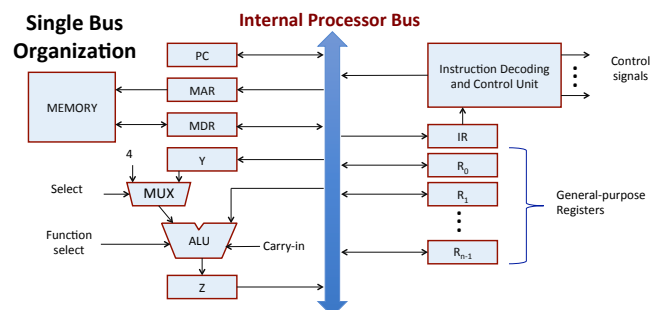 Single Bus
Organization
Internal Processor Bus
PC
MAR
MEMORY
MDR
4
Y
Select
MUX
Function
select
ALU
Carry-in
Z
Instruction Decoding
and Control Unit
Control
signals
IR
R0
R1
General-purpose
Registers
Rn-1